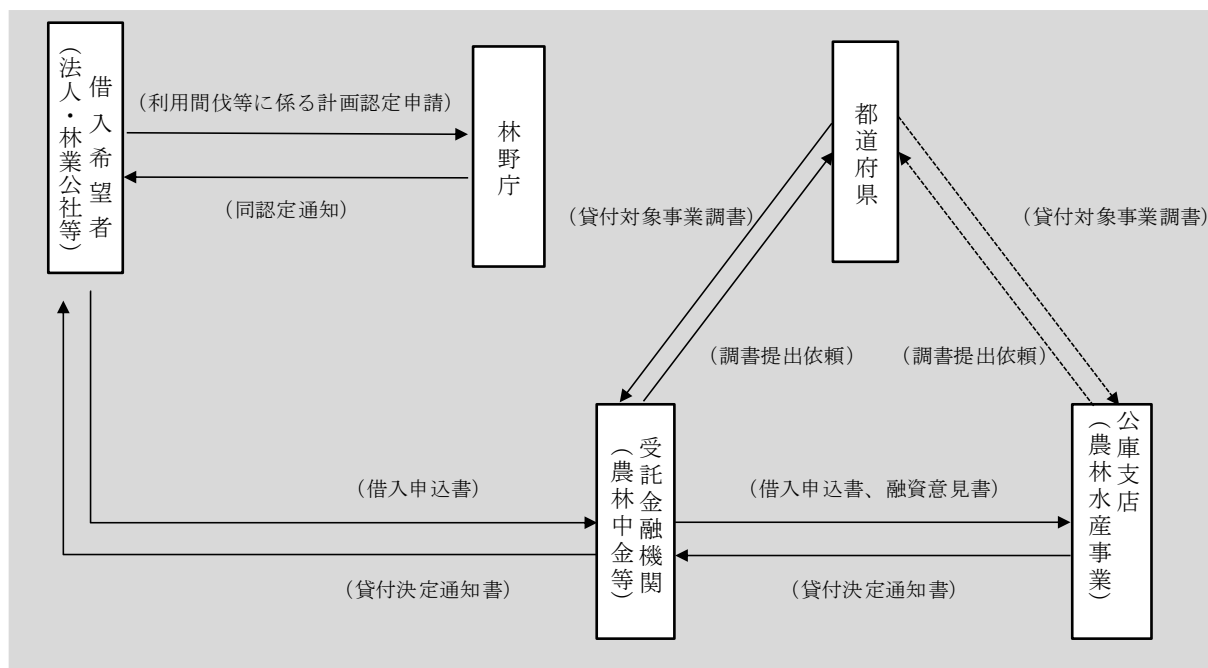 借入希望者
（法人・林業公社等）
（利用間伐等に係る計画認定申請）
（同認定通知）
林野庁
都道府県
（貸付対象事業調書）
（貸付対象事業調書）
（調書提出依頼）
（調書提出依頼）
受託金融機関
（農林中金等）
公庫支店
（農林水産事業）
（借入申込書）
（借入申込書、融資意見書）
（貸付決定通知書）
（貸付決定通知書）